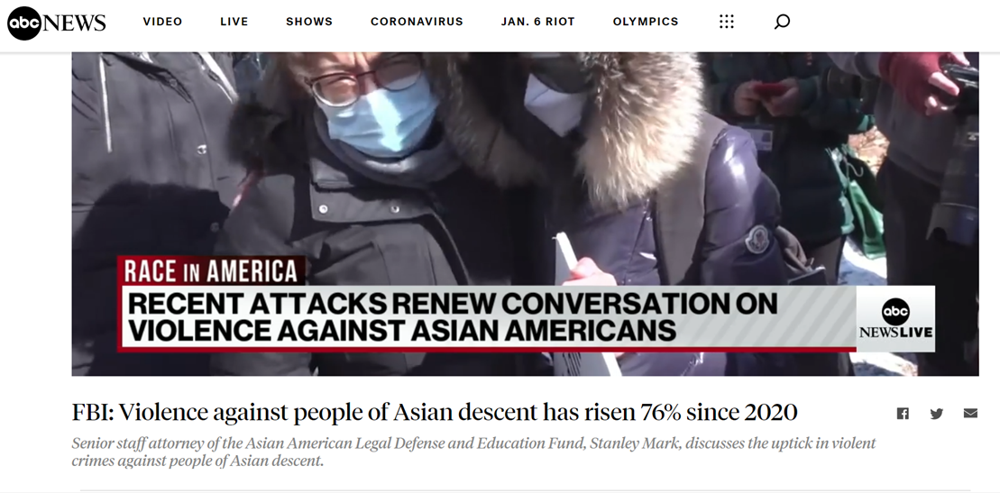 abc NEWS VIDEO LIVE SHOWS CORONAVIRUS JAN. 6 RIOT OLYMPICS
RACE IN AMERICA
RECENT ATTACKS RENEW CONVERSATION ON
VIOLENCE AGAINST ASIAN AMERICANS
abc
NEWSLIVE
FBI: Violence against people of Asian descent has risen 76% since 2020
Senior staff attorney of the Asian American Legal Defense and Education Fund, Stanley Mark, discusses the uptick in violent
crimes against people of Asian descent.